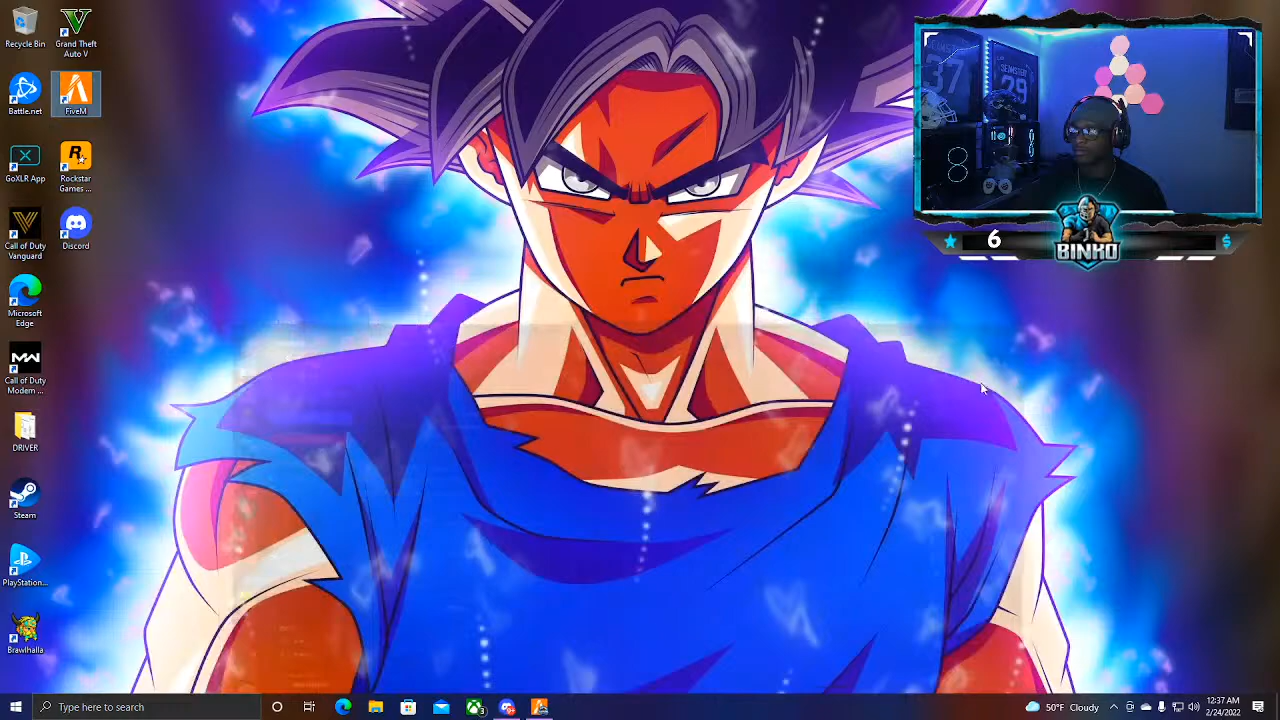 Recycle Bin
Grand Theft
Auto V
Battle.net
FiveM
GoXLR App
Rockstar
Games ...
Call of Duty
Vanguard
Discord
Microsoft
Edge
Call of Duty
Modern ...
DRIVER
Steam
PlayStation...
Brawlhalla
37
29
6
BINKO
$
Type here to search
50°F Cloudy
12:37 AM
2/24/2022